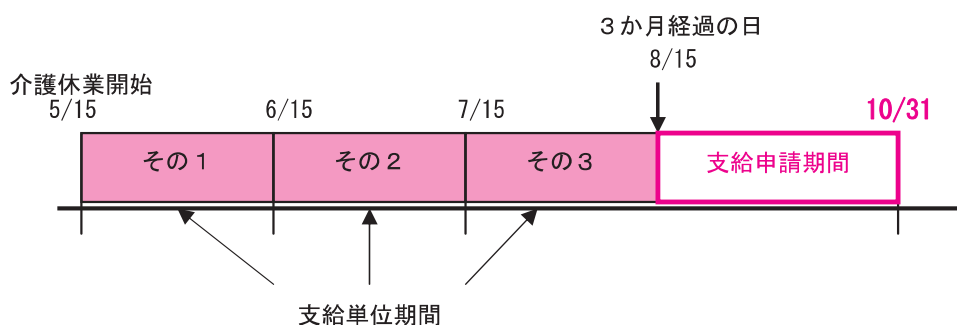 ３か月経過の日
8/15
介護休業開始
5/15
6/15
7/15
10/31
その１
その２
その３
支給申請期間
支給単位期間